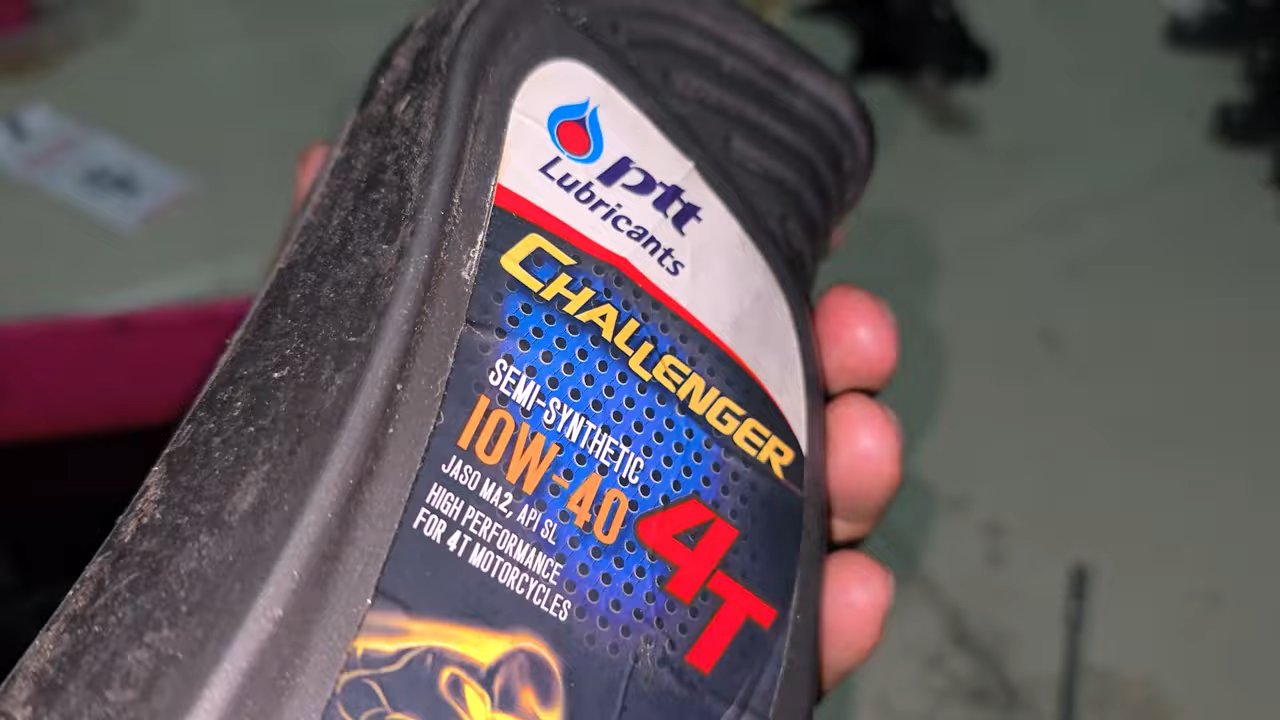 ptt
Lubricants
CHALLENGER
SEMI-SYNTHETIC
10W-40
4T
JASO MA2, API SL
HIGH PERFORMANCE
FOR 4T MOTORCYCLES